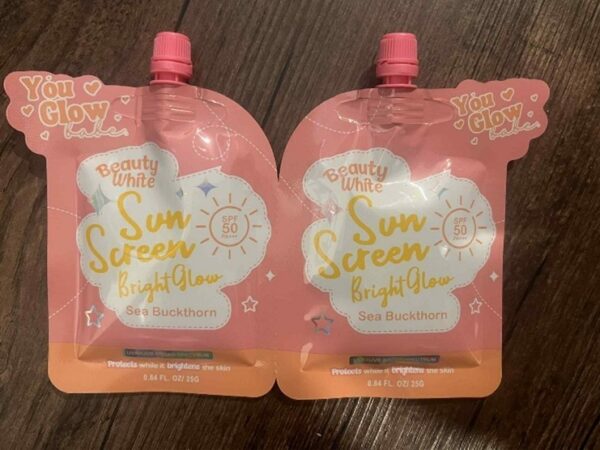 You
Glow
babe
Beauty
White
Sun
Screen
SPF
50
PA+++
Bright Glow
Sea Buckthorn
Protects while it brightens the skin
0.84 FL. OZ/ 25G
You
Glow
babe
Beauty
White
Sun
Screen
SPF
50
Bright Glow
Sea Buckthorn
Protects while it brightens the skin
0.84 FL. OZ/ 25G